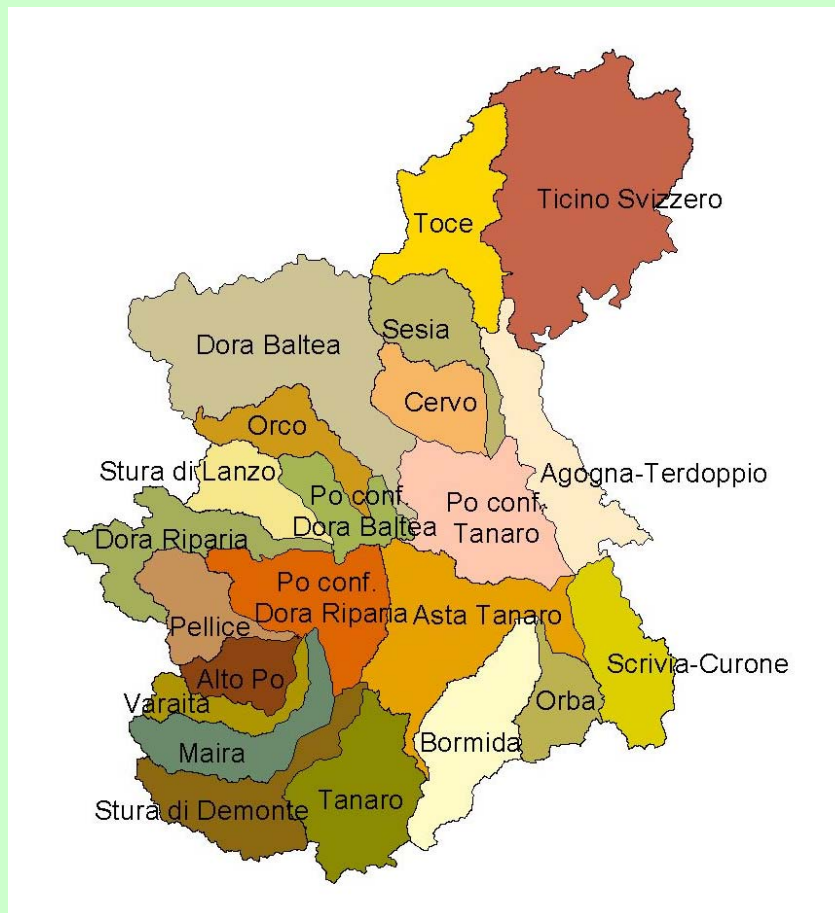 Ticino Svizzero
Toce
Sesia
Dora Baltea
Cervo
Orco
Stura di Lanzo
Agogna-Terdoppio
Po conf.
Dora Baltea
Po conf.
Tanaro
Dora Riparia
Po conf.
Dora Riparia
Asta Tanaro
Pellice
Scrivia-Curone
Alto Po
Orba
Varaita
Bormida
Maira
Tanaro
Stura di Demonte